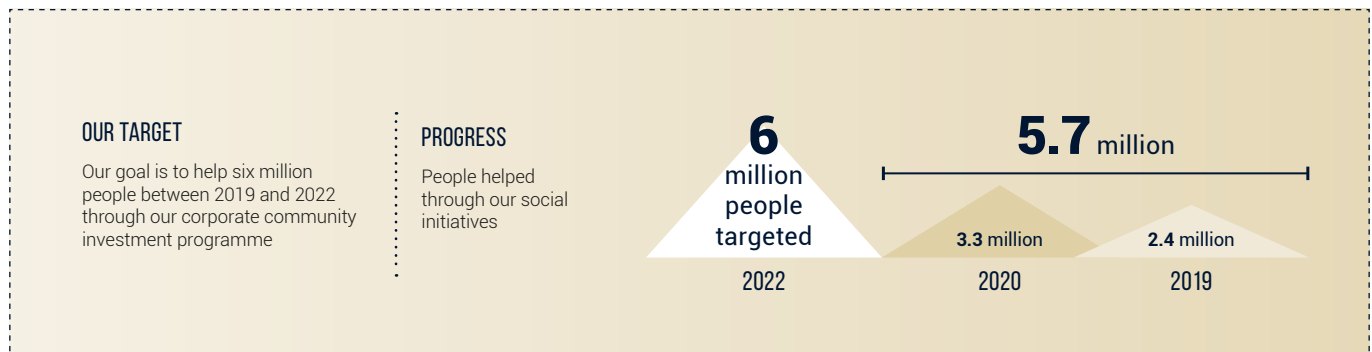 OUR TARGET
Our goal is to help six million
people between 2019 and 2022
through our corporate community
investment programme
PROGRESS
People helped
through our social
initiatives
6
million
people
targeted
2022
5.7 million
3.3 million
2020
2.4 million
2019